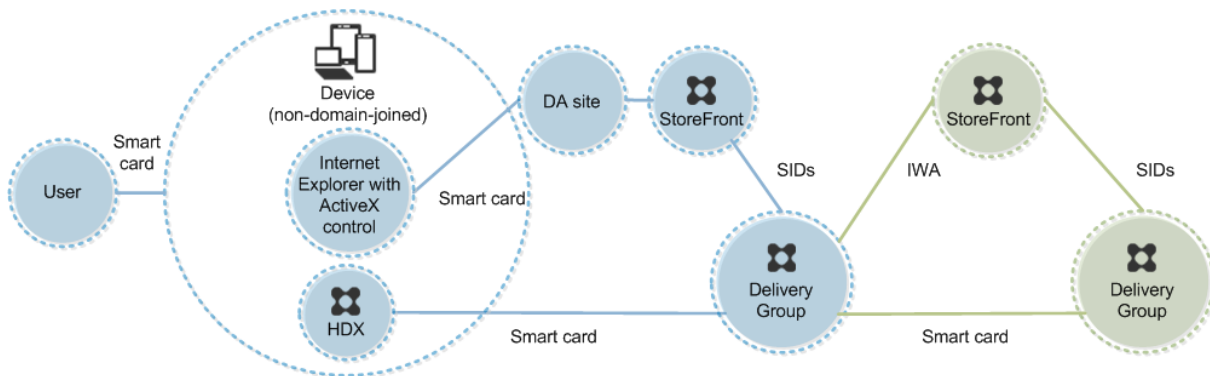 User
Smart
card
Device
(non-domain-joined)
Internet
Explorer with
ActiveX
control
HDX
Smart card
DA site
StoreFront
SIDs
Delivery
Group
Smart card
IWA
StoreFront
SIDs
Delivery
Group
Smart card